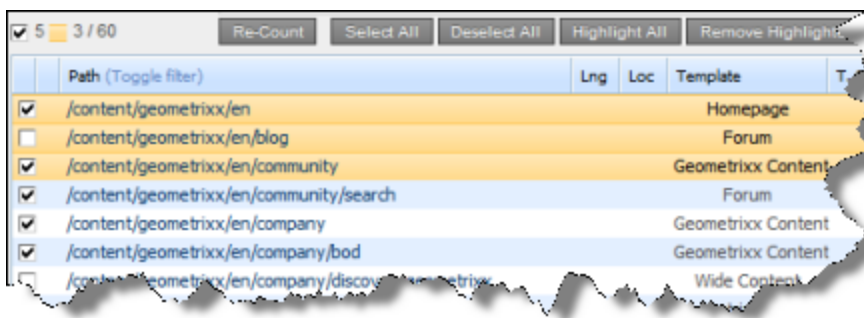 5 3 / 60 Re-Count Select All Deselect All Highlight All Remove Highlight
Path (Toggle filter) Lng Loc Template T
/content/geometrixx/en Homepage
/content/geometrixx/en/blog Forum
/content/geometrixx/en/community Geometrixx Content
/content/geometrixx/en/community/search Forum
/content/geometrixx/en/company Geometrixx Content
/content/geometrixx/en/company/bod Geometrixx Content
Wide Content